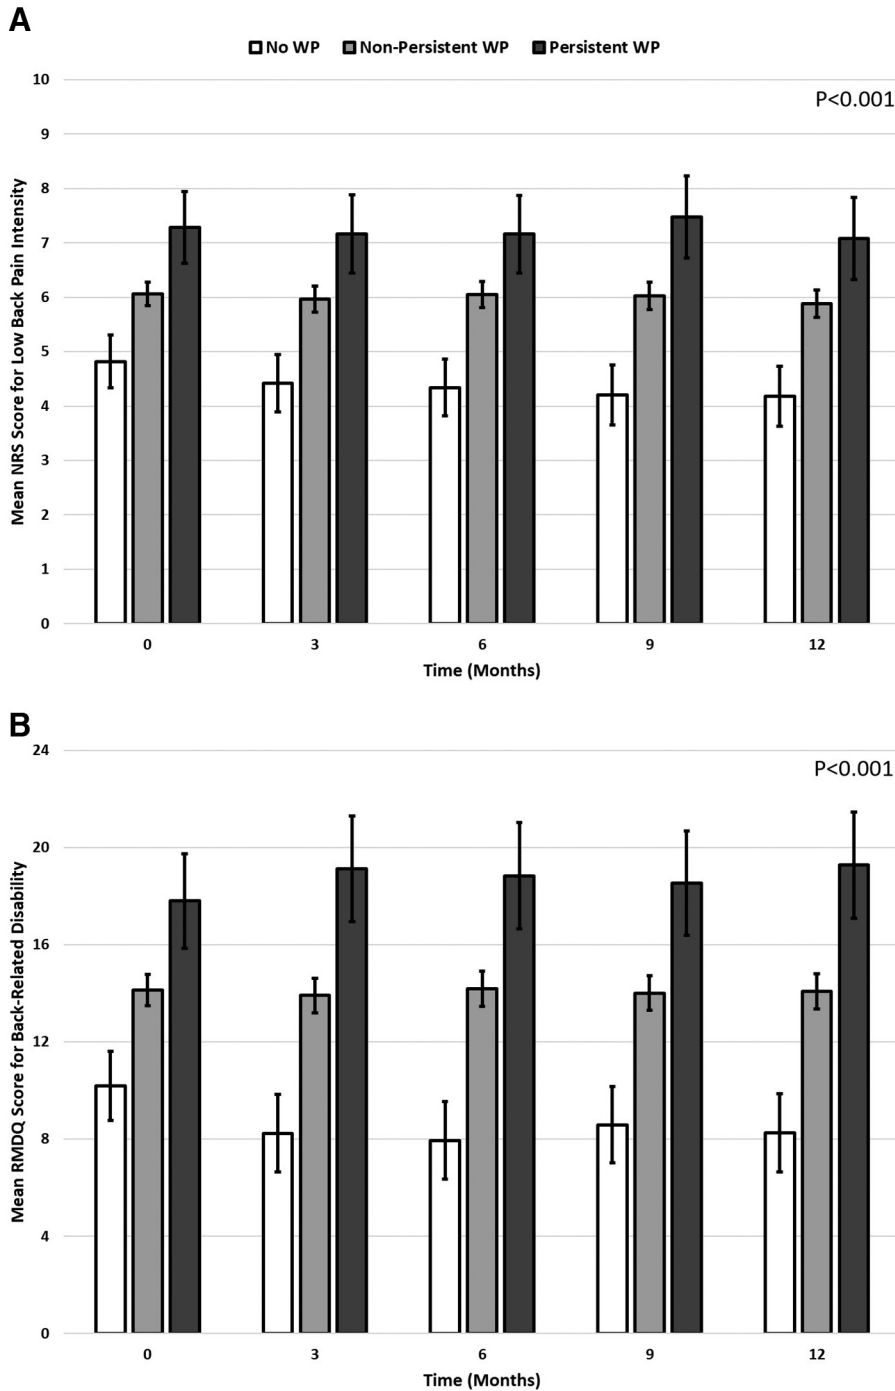 A
No WP Non-Persistent WP Persistent WP
P<0.001
10
9
8
7
6
5
4
3
2
1
0
Mean NRS Score for Low Back Pain Intensity
0 3 6 9 12
Time (Months)
B
P<0.001
24
20
16
12
8
4
0
Mean RMDQ Score for Back-Related Disability
0 3 6 9 12
Time (Months)